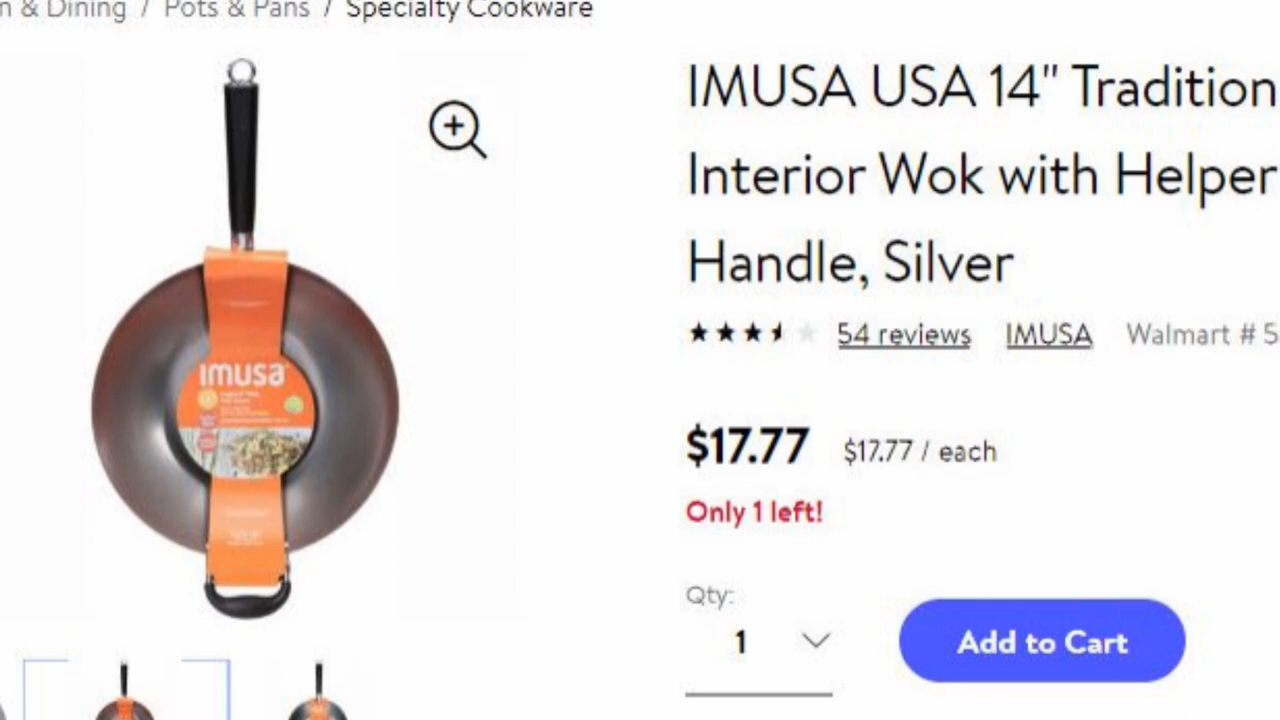 n & Dining / Pots & Pans / Specialty Cookware
IMUSA USA 14" Tradition
Interior Wok with Helper
Handle, Silver
54 reviews IMUSA Walmart # 5
$17.77 $17.77 / each
Only 1 left!
Qty:
1
Add to Cart
IMUSA